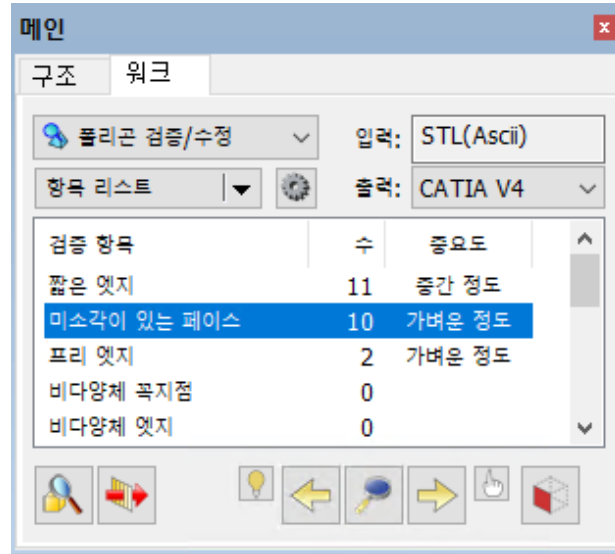 메인
구조 워크
폴리곤 검증/수정 입력: STL(Ascii)
항목 리스트 출력: CATIA V4
검증 항목 수 중요도
짧은 엣지 11 중간 정도
미소각이 있는 페이스 10 가벼운 정도
프리 엣지 2 가벼운 정도
비다양체 꼭지점 0
비다양체 엣지 0